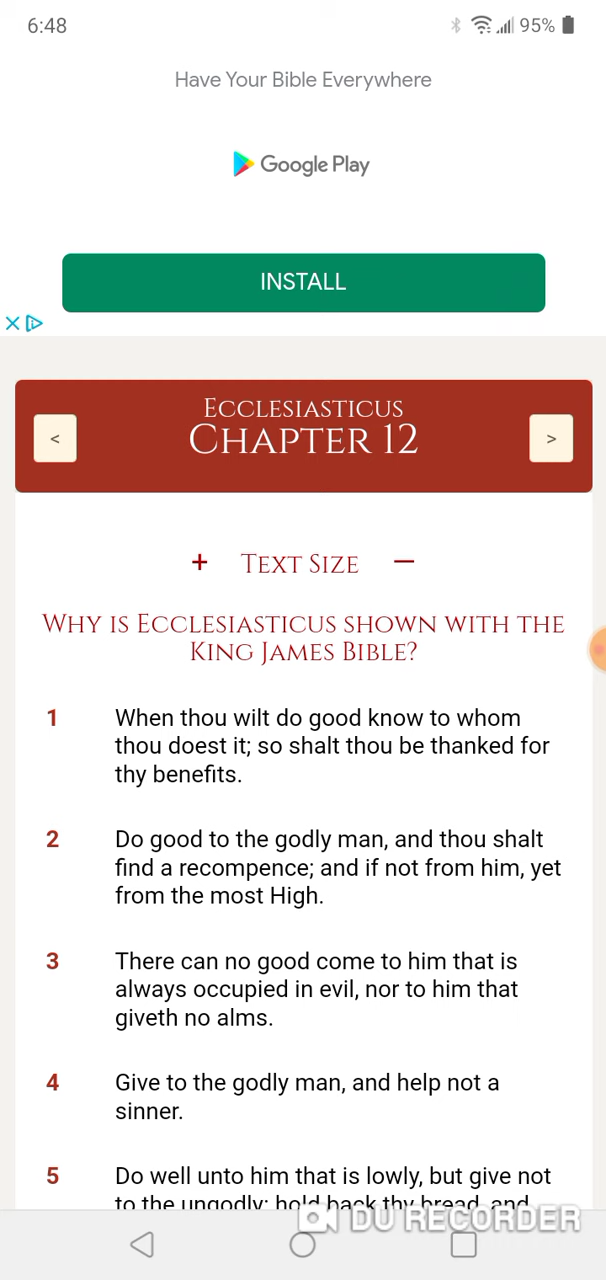 6:48 95%
Have Your Bible Everywhere
Google Play
INSTALL
Ecclesiasticus
Chapter 12
<
>
+ Text Size −
Why is Ecclesiasticus shown with the
King James Bible?
1 When thou wilt do good know to whom
thou doest it; so shalt thou be thanked for
thy benefits.
2 Do good to the godly man, and thou shalt
find a recompence; and if not from him, yet
from the most High.
3 There can no good come to him that is
always occupied in evil, nor to him that
giveth no alms.
4 Give to the godly man, and help not a
sinner.
5 Do well unto him that is lowly, but give not
to the ungodly: hold back thy bread, and
DU RECORDER